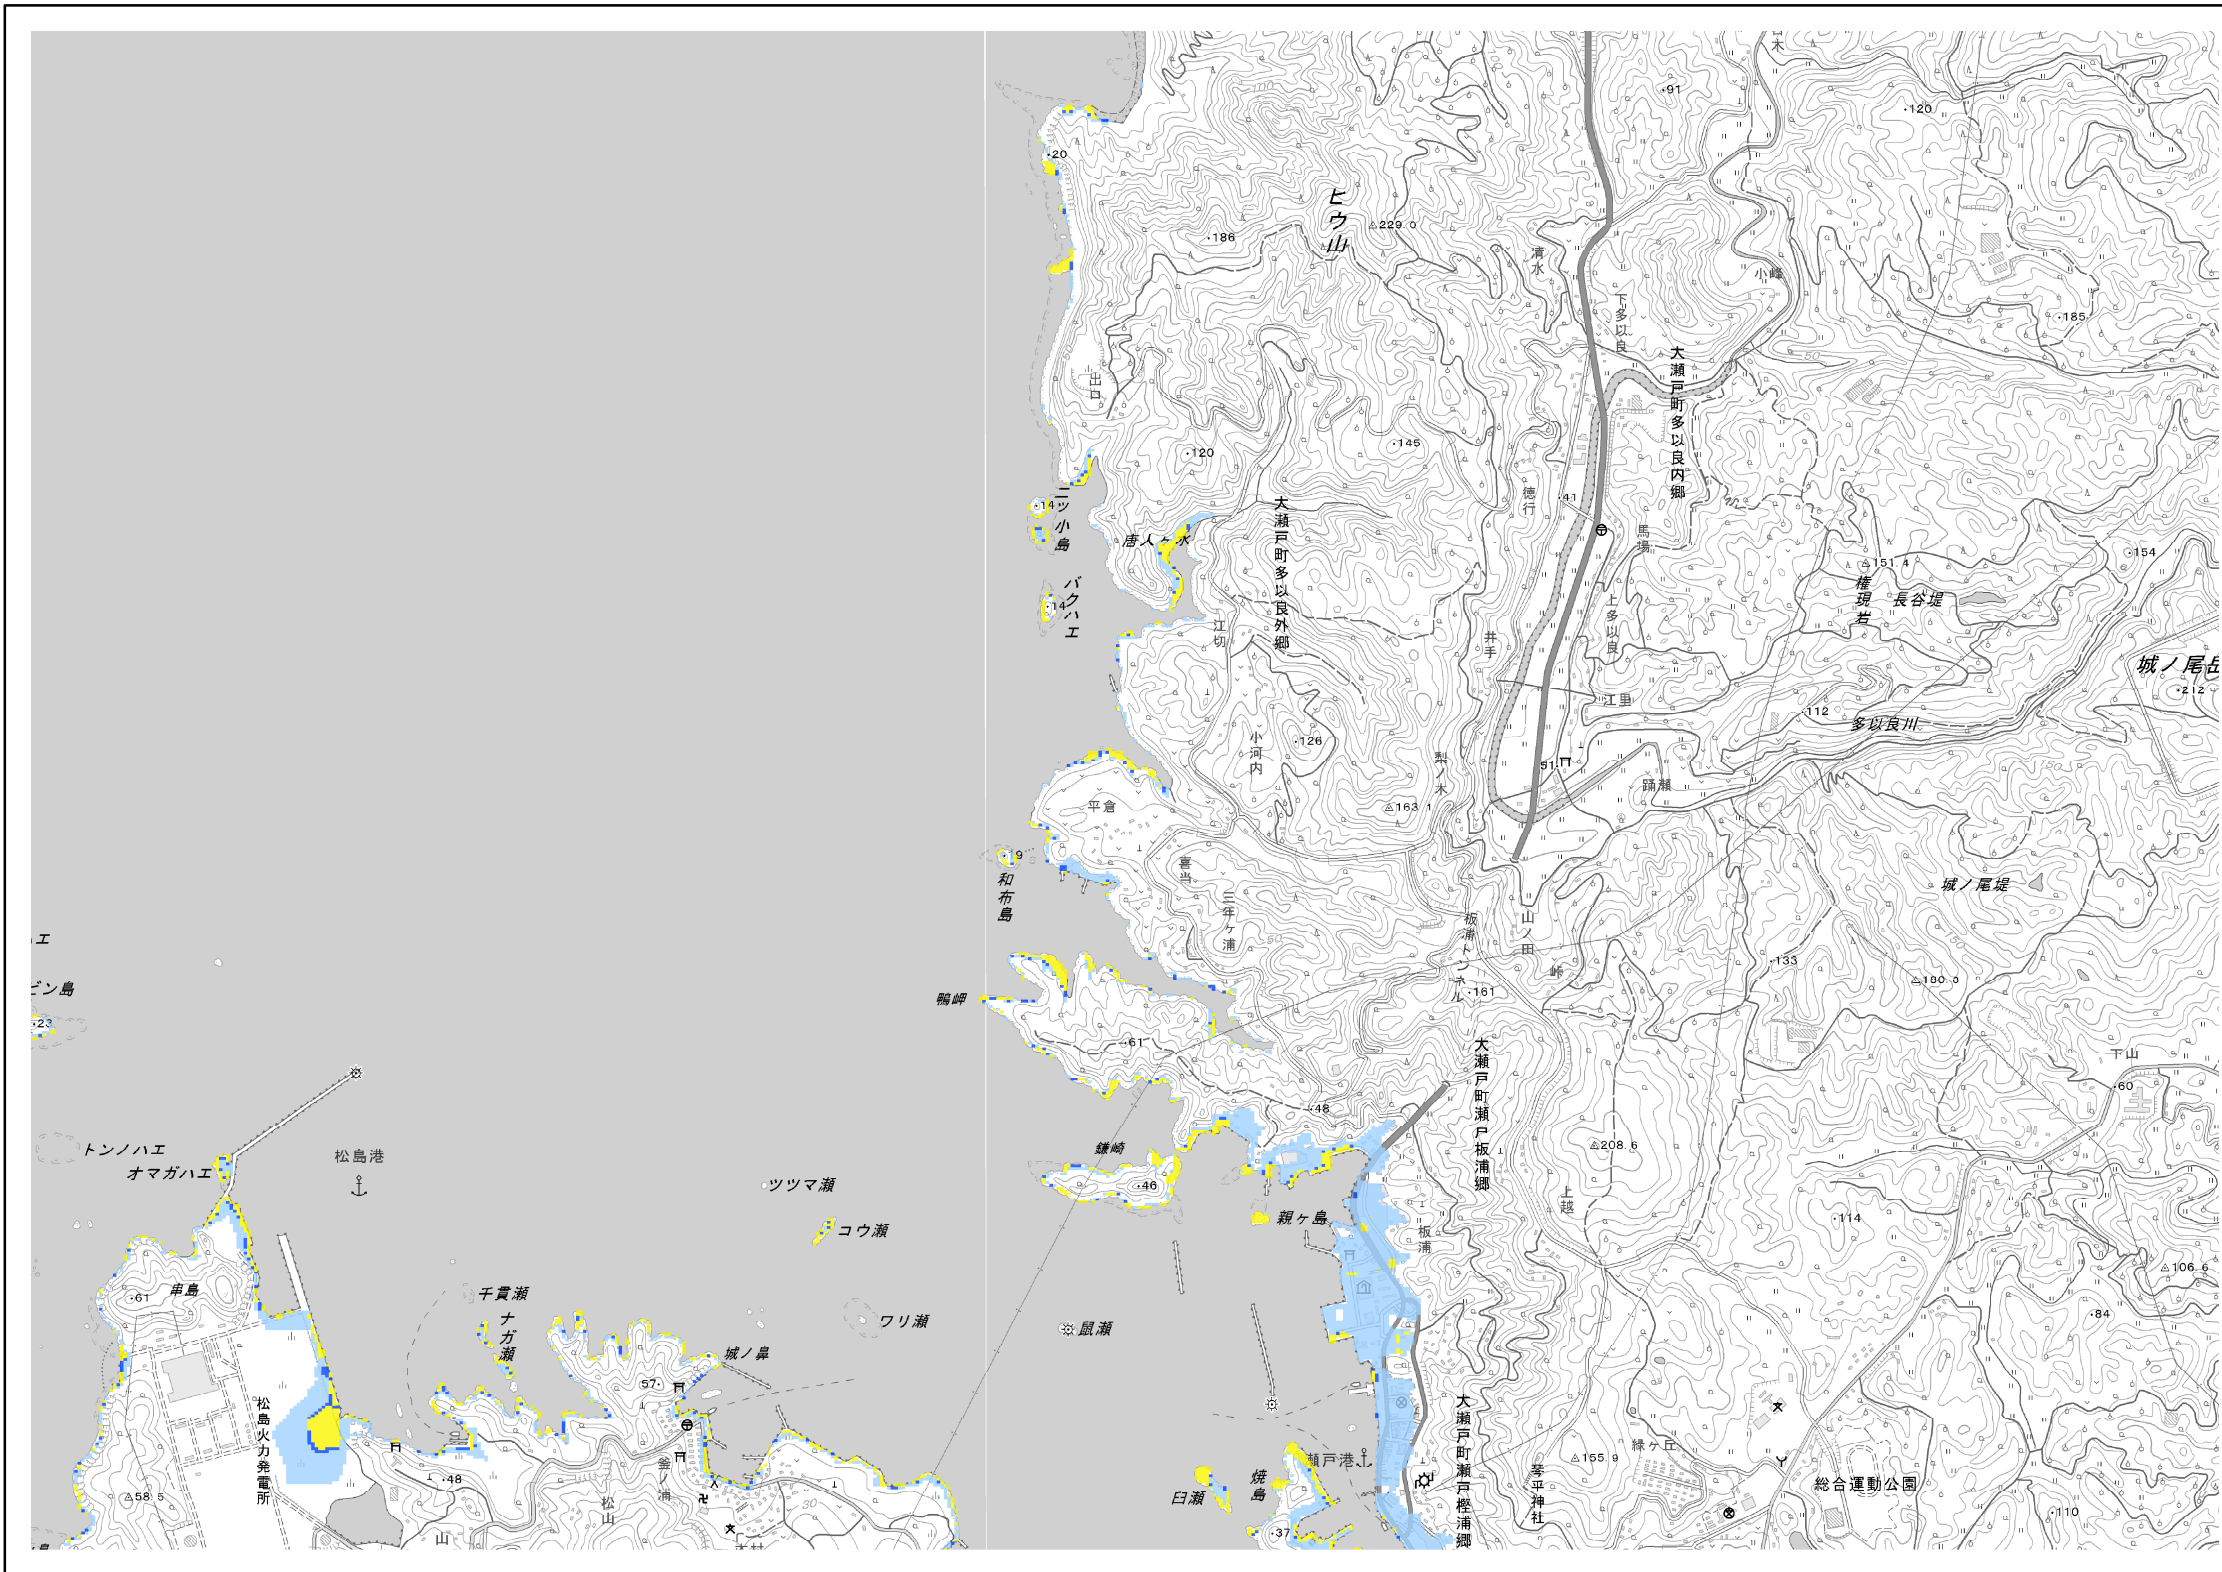 91
120
20
ヒウ山
229.0
186
清水
小峰
下多以良
185
50
大瀬戸町多以良内郷
出口
145
120
徳行
41
二ツ小島
14
大瀬戸町多以良外郷
唐人ヶ水
馬場
154
151.4
権現岩
長谷堤
バクハエ
14
上多以良
江切
井手
城ノ尾岳
212
江里
112
多以良川
小河内
126
梨ノ木
51
踊瀬
163.1
平倉
19
和布島
喜当
三年ヶ浦
城ノ尾堤
板浦トンネル
山ノ田
峠
133
161
180.0
エ
ビン島
23
鴨岬
61
大瀬戸町瀬戸板浦郷
下山
60
48
208.6
トンノハエ
オマガハエ
松島港
鎌崎
46
ツツマ瀬
コウ瀬
親ヶ島
上越
板浦
114
106.6
84
串島
61
千貫瀬
ナガ瀬
ワリ瀬
鼠瀬
城ノ鼻
57
松島火力発電所
58.5
48
釜ノ浦
松山
30
山
臼瀬
焼島
瀬戸港
37
大瀬戸町瀬戸樫浦郷
琴平神社
155.9
緑ヶ丘
総合運動公園
110